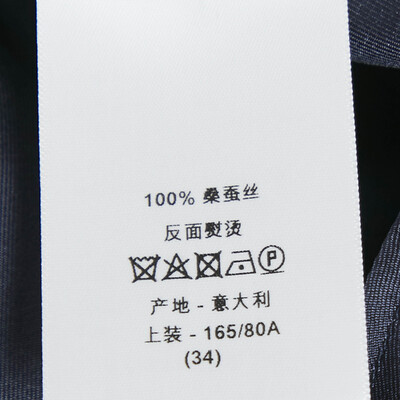 100% 桑蚕丝
反面熨烫
P
产地 - 意大利
上装 - 165/80A
(34)